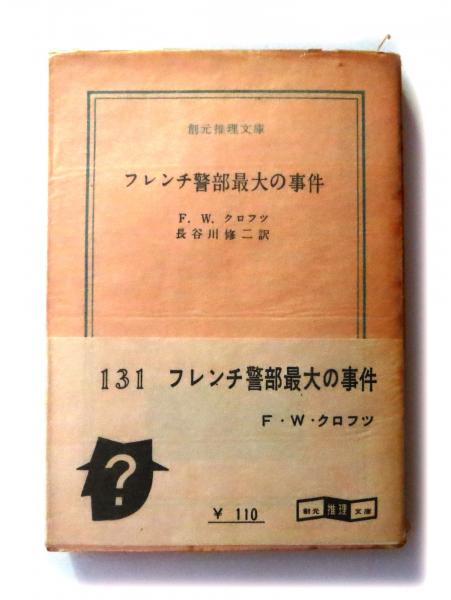 創元推理文庫
フレンチ警部最大の事件
F. W. クロフツ
長谷川修二訳
131 フレンチ警部最大の事件
F・W・クロフツ
?
¥ 110
創元 推理 文庫